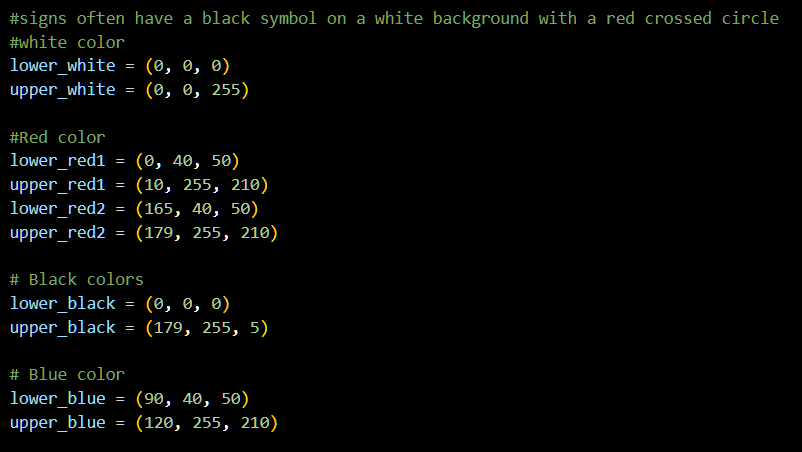 #signs often have a black symbol on a white background with a red crossed circle
#white color
lower_white = (0, 0, 0)
upper_white = (0, 0, 255)
#Red color
lower_red1 = (0, 40, 50)
upper_red1 = (10, 255, 210)
lower_red2 = (165, 40, 50)
upper_red2 = (179, 255, 210)
# Black colors
lower_black = (0, 0, 0)
upper_black = (179, 255, 5)
# Blue color
lower_blue = (90, 40, 50)
upper_blue = (120, 255, 210)